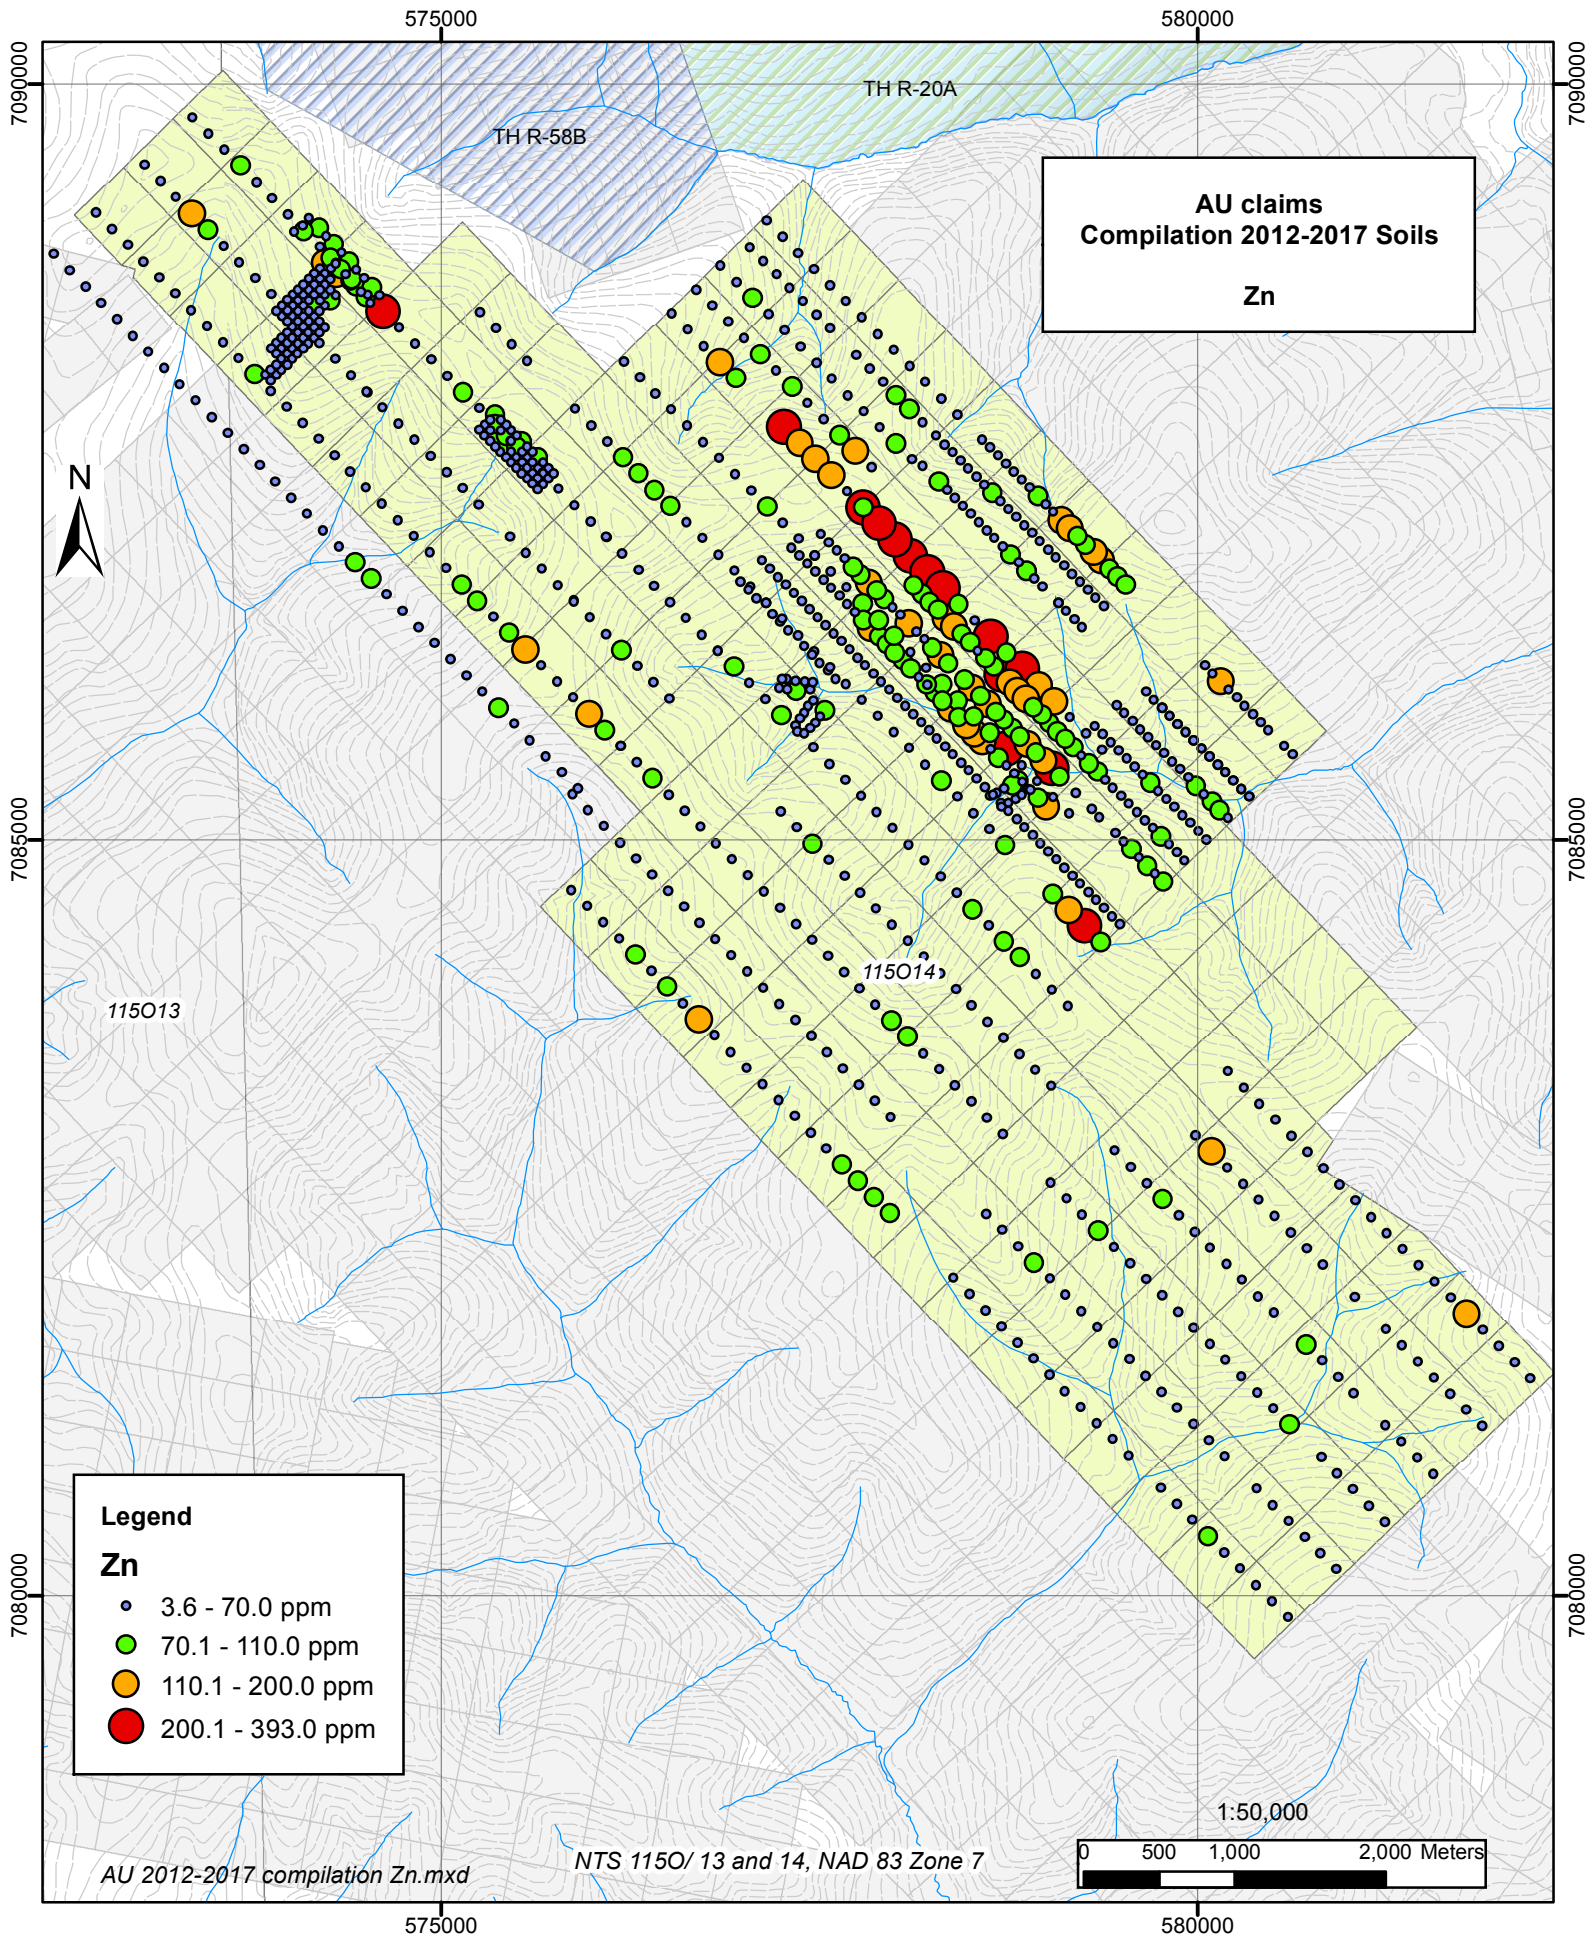 575000
580000
7090000
7090000
TH R-20A
TH R-58B
AU claims
Compilation 2012-2017 Soils
Zn
N
7085000
7085000
115O14
115O13
Legend
Zn
3.6 - 70.0 ppm
70.1 - 110.0 ppm
110.1 - 200.0 ppm
200.1 - 393.0 ppm
7080000
7080000
1:50,000
0 500 1,000 2,000 Meters
AU 2012-2017 compilation Zn.mxd
NTS 115O/ 13 and 14, NAD 83 Zone 7
575000
580000